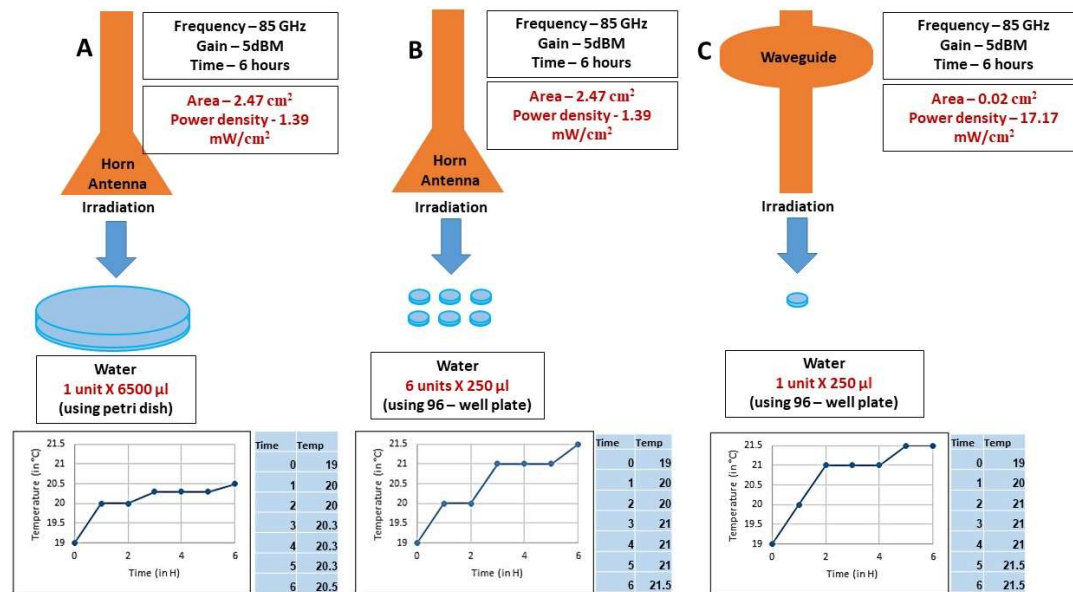 A
Frequency – 85 GHz
Gain – 5dBM
Time – 6 hours
Area – 2.47 cm²
Power density - 1.39
mW/cm²
Horn
Antenna
Irradiation
Water
1 unit X 6500 µl
(using petri dish)
Temperature (in °C)
21.5
21
20.5
20
19.5
19
0
2
4
6
Time (in H)
Time Temp
0 19
1 20
2 20
3 20.3
4 20.3
5 20.3
6 20.5
B
Frequency – 85 GHz
Gain – 5dBM
Time – 6 hours
Area – 2.47 cm²
Power density - 1.39
mW/cm²
Horn
Antenna
Irradiation
Water
6 units X 250 µl
(using 96 – well plate)
Temperature (in °C)
21.5
21
20.5
20
19.5
19
0
2
4
6
Time (in H)
Time Temp
0 19
1 20
2 20
3 21
4 21
5 21
6 21.5
C
Waveguide
Frequency – 85 GHz
Gain – 5dBM
Time – 6 hours
Area – 0.02 cm²
Power density – 17.17
mW/cm²
Irradiation
Water
1 unit X 250 µl
(using 96 – well plate)
Temperature (in °C)
21.5
21
20.5
20
19.5
19
0
2
4
6
Time (in H)
Time Temp
0 19
1 20
2 21
3 21
4 21
5 21.5
6 21.5